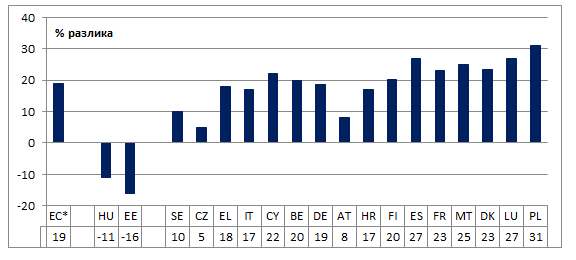 40
% разлика
30
20
10
0
-10
-20
EC* HU EE SE CZ EL IT CY BE DE AT HR FI ES FR MT DK LU PL
19 -11 -16 10 5 18 17 22 20 19 8 17 20 27 23 25 23 27 31